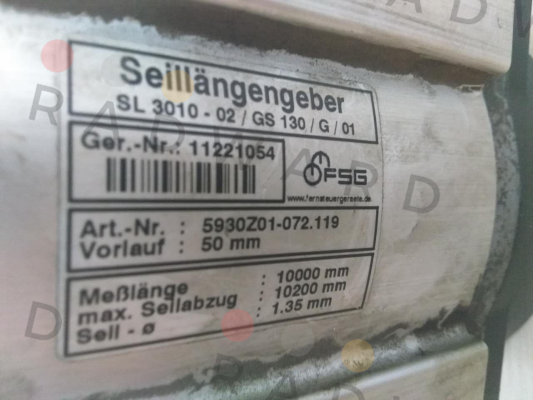 Seillängengeber
SL 3010 - 02 / GS 130 / G / 01
Ger.-Nr.: 11221054
FSG
www.fernsteuergeraete.de
Art.-Nr. : 5930Z01-072.119
Vorlauf : 50 mm
Meßlänge : 10000 mm
max. Seilabzug : 10200 mm
Seil - ø : 1.35 mm